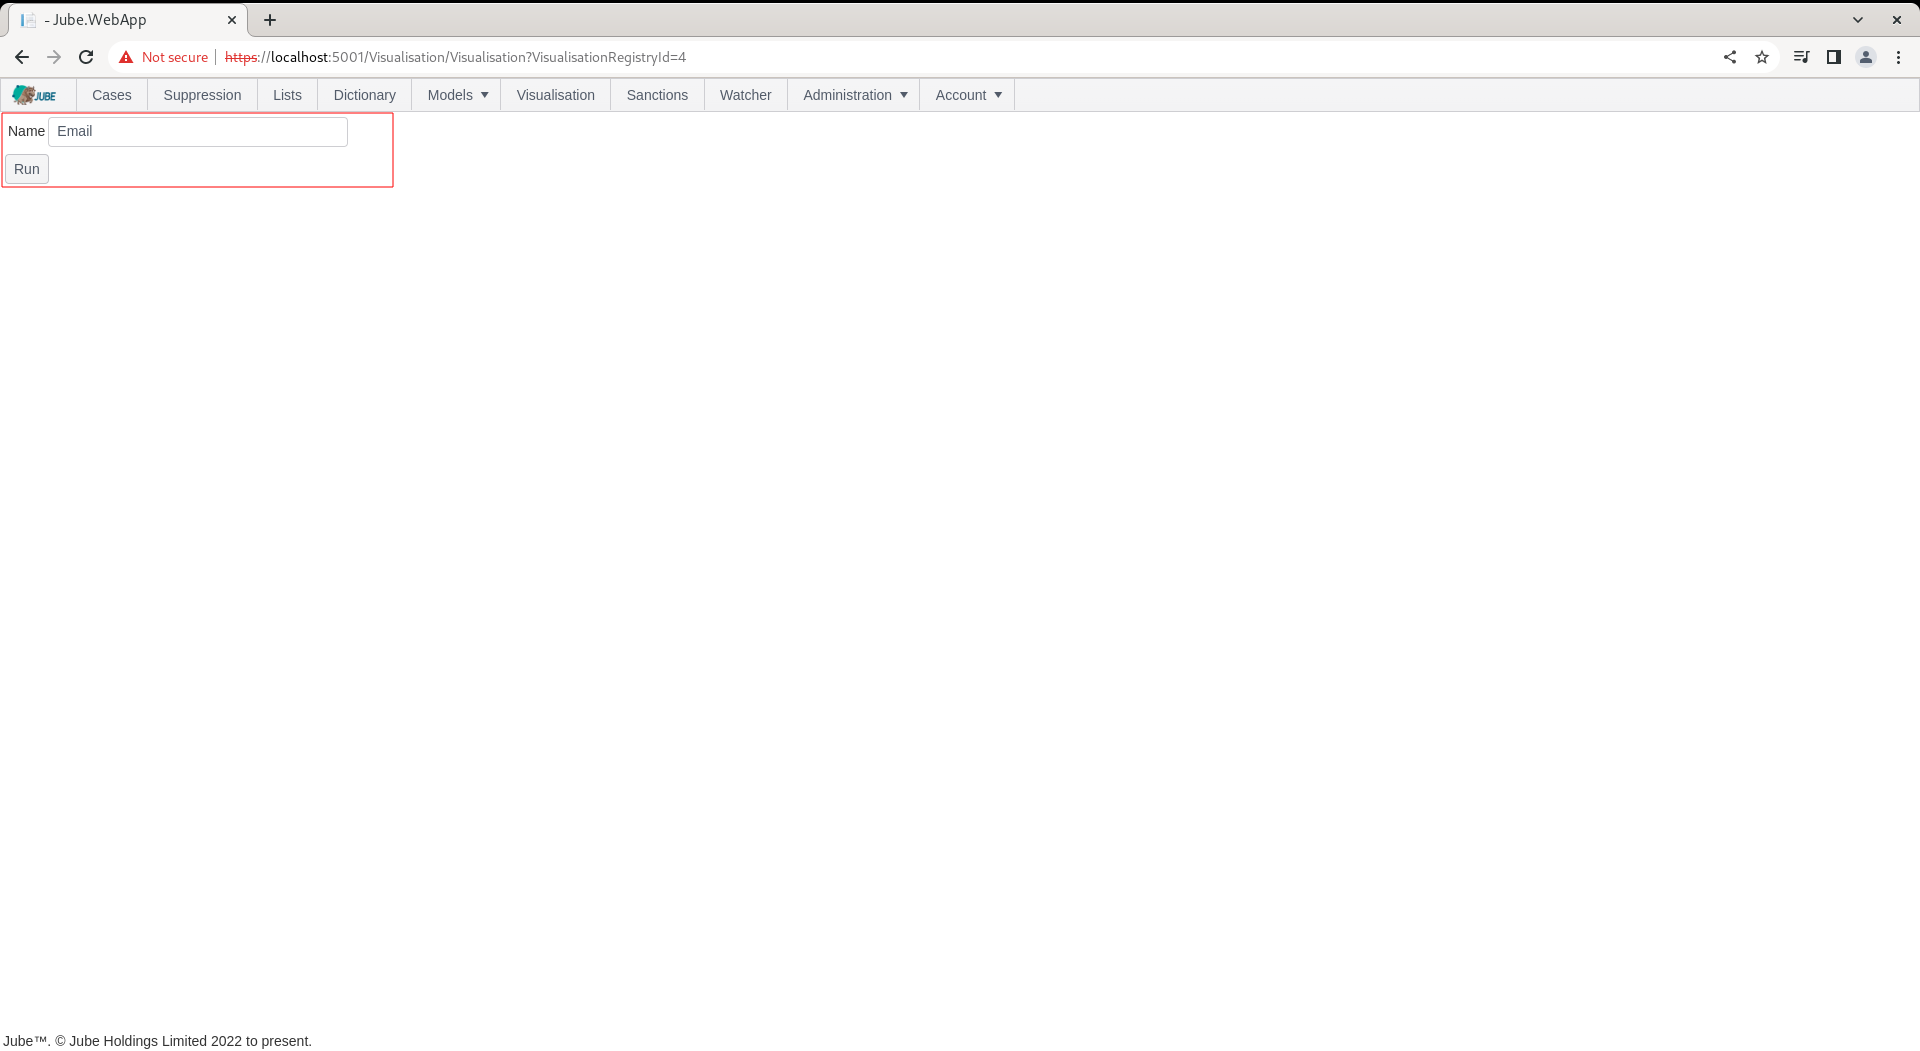 - Jube.WebApp
Not secure https://localhost:5001/Visualisation/Visualisation?VisualisationRegistryId=4
JUBE Cases Suppression Lists Dictionary Models Visualisation Sanctions Watcher Administration Account
Name Email
Run
Jube™. © Jube Holdings Limited 2022 to present.